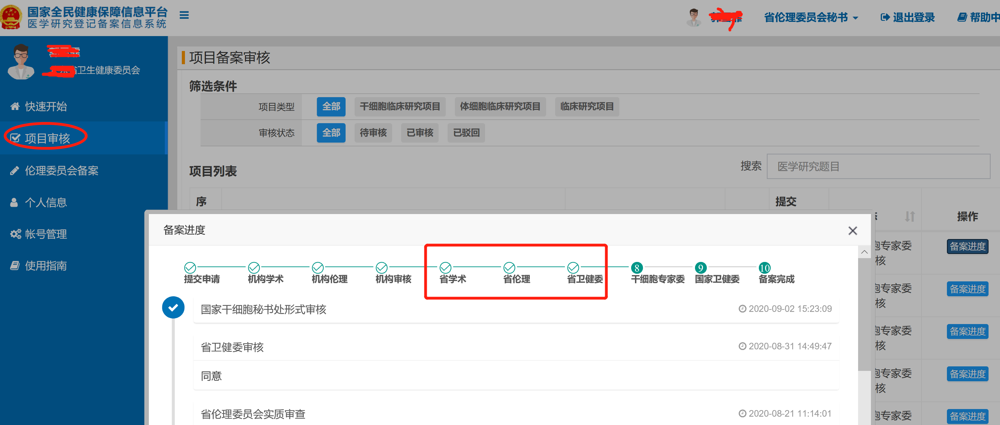 国家全民健康保障信息平台
医学研究登记备案信息系统
省伦理委员会秘书
退出登录
帮助中
省卫生健康委员会
快速开始
项目审核
伦理委员会备案
个人信息
帐号管理
使用指南
项目备案审核
筛选条件
项目类型 全部 干细胞临床研究项目 体细胞临床研究项目 临床研究项目
审核状态 全部 待审核 已审核 已驳回
项目列表
搜索 医学研究题目
序 提交
操作
备案进度
提交申请 机构学术 机构伦理 机构审核 省学术 省伦理 省卫健委 8 干细胞专家委 9 国家卫健委 10 备案完成
国家干细胞秘书处形式审核 2020-09-02 15:23:09
省卫健委审核 2020-08-31 14:49:47
同意
省伦理委员会实质审查 2020-08-21 11:14:01
胞专家委
核
备案进度
胞专家委
核
备案进度
胞专家委
核
备案进度
胞专家委
核
备案进度
胞专家委
备案进度